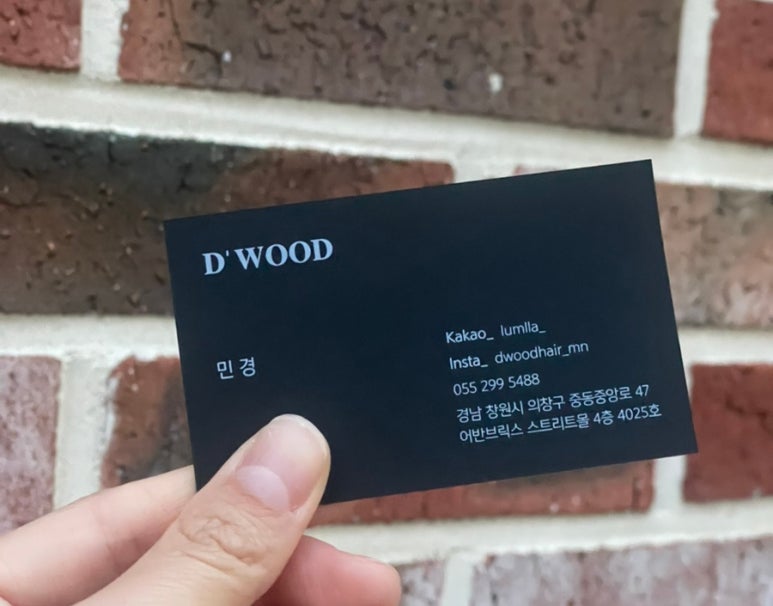 D'WOOD
민경
Kakao_ lumlla_
Insta_ dwoodhair_mn
055 299 5488
경남 창원시 의창구 중동중앙로 47
어반브릭스 스트리트몰 4층 4025호